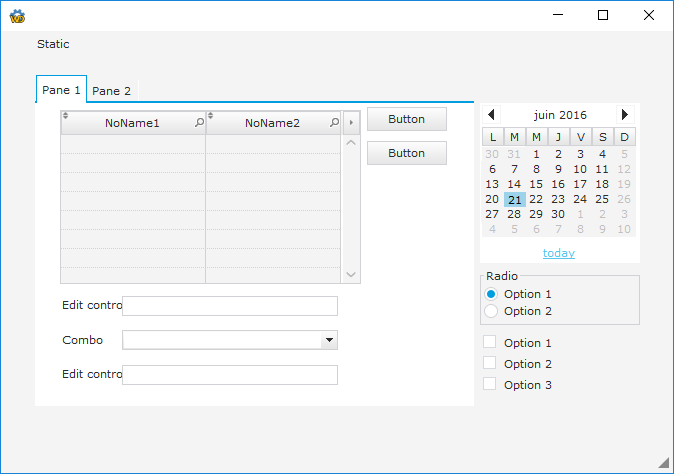 Static
Pane 1 Pane 2
NoName1 NoName2
Button
Button
Edit contro
Combo
Edit contro
juin 2016
L M M J V S D
30 31 1 2 3 4 5
6 7 8 9 10 11 12
13 14 15 16 17 18 19
20 21 22 23 24 25 26
27 28 29 30 1 2 3
4 5 6 7 8 9 10
today
Radio
Option 1
Option 2
Option 1
Option 2
Option 3